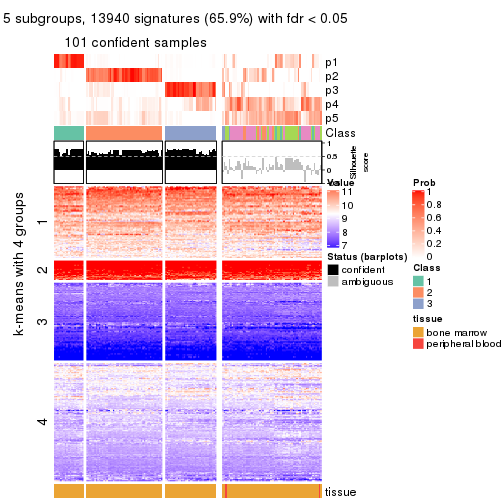 5 subgroups, 13940 signatures (65.9%) with fdr < 0.05
101 confident samples
p1
p2
p3
p4
p5
Class
1
0.5
0
Silhouette
score
k-means with 4 groups
1
2
3
4
Value
11
10
9
8
7
Status (barplots)
confident
ambiguous
Prob
1
0.8
0.6
0.4
0.2
0
Class
1
2
3
tissue
bone marrow
peripheral blood
tissue